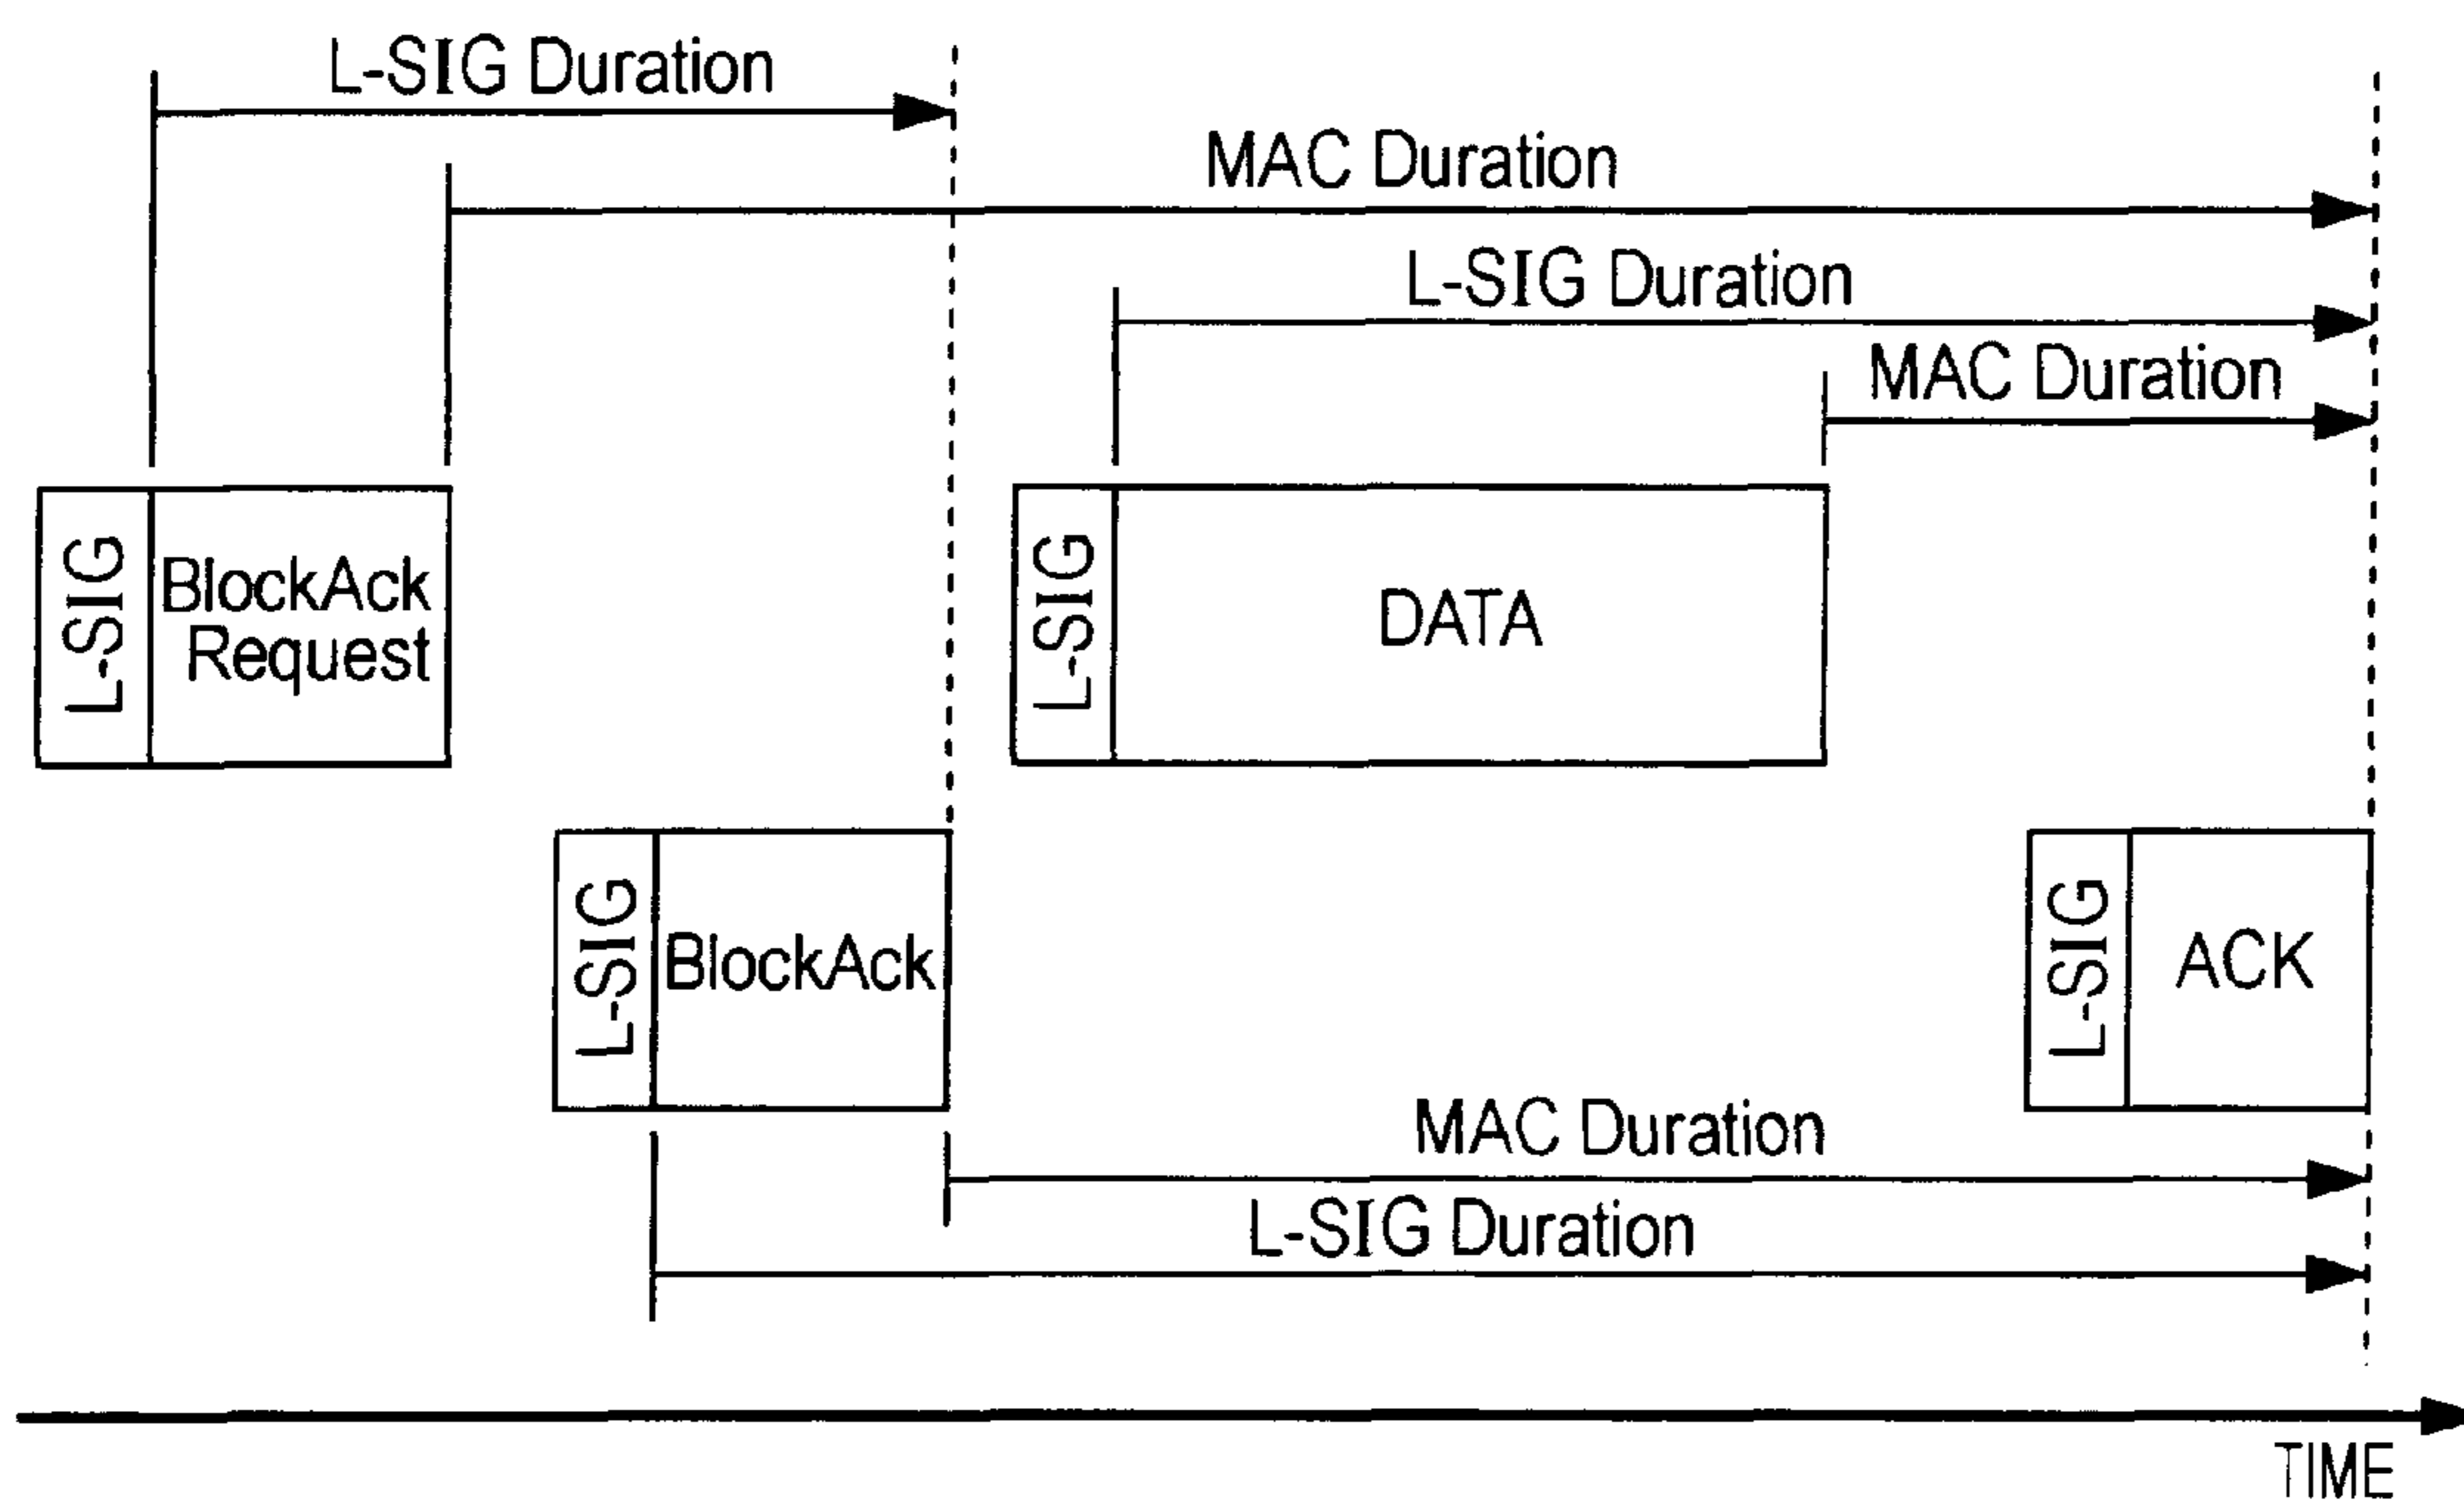 L-SIG Duration
MAC Duration
L-SIG Duration
MAC Duration
L-SIG
BlockAck
Request
L-SIG
DATA
L-SIG
BlockAck
L-SIG
ACK
MAC Duration
L-SIG Duration
TIME